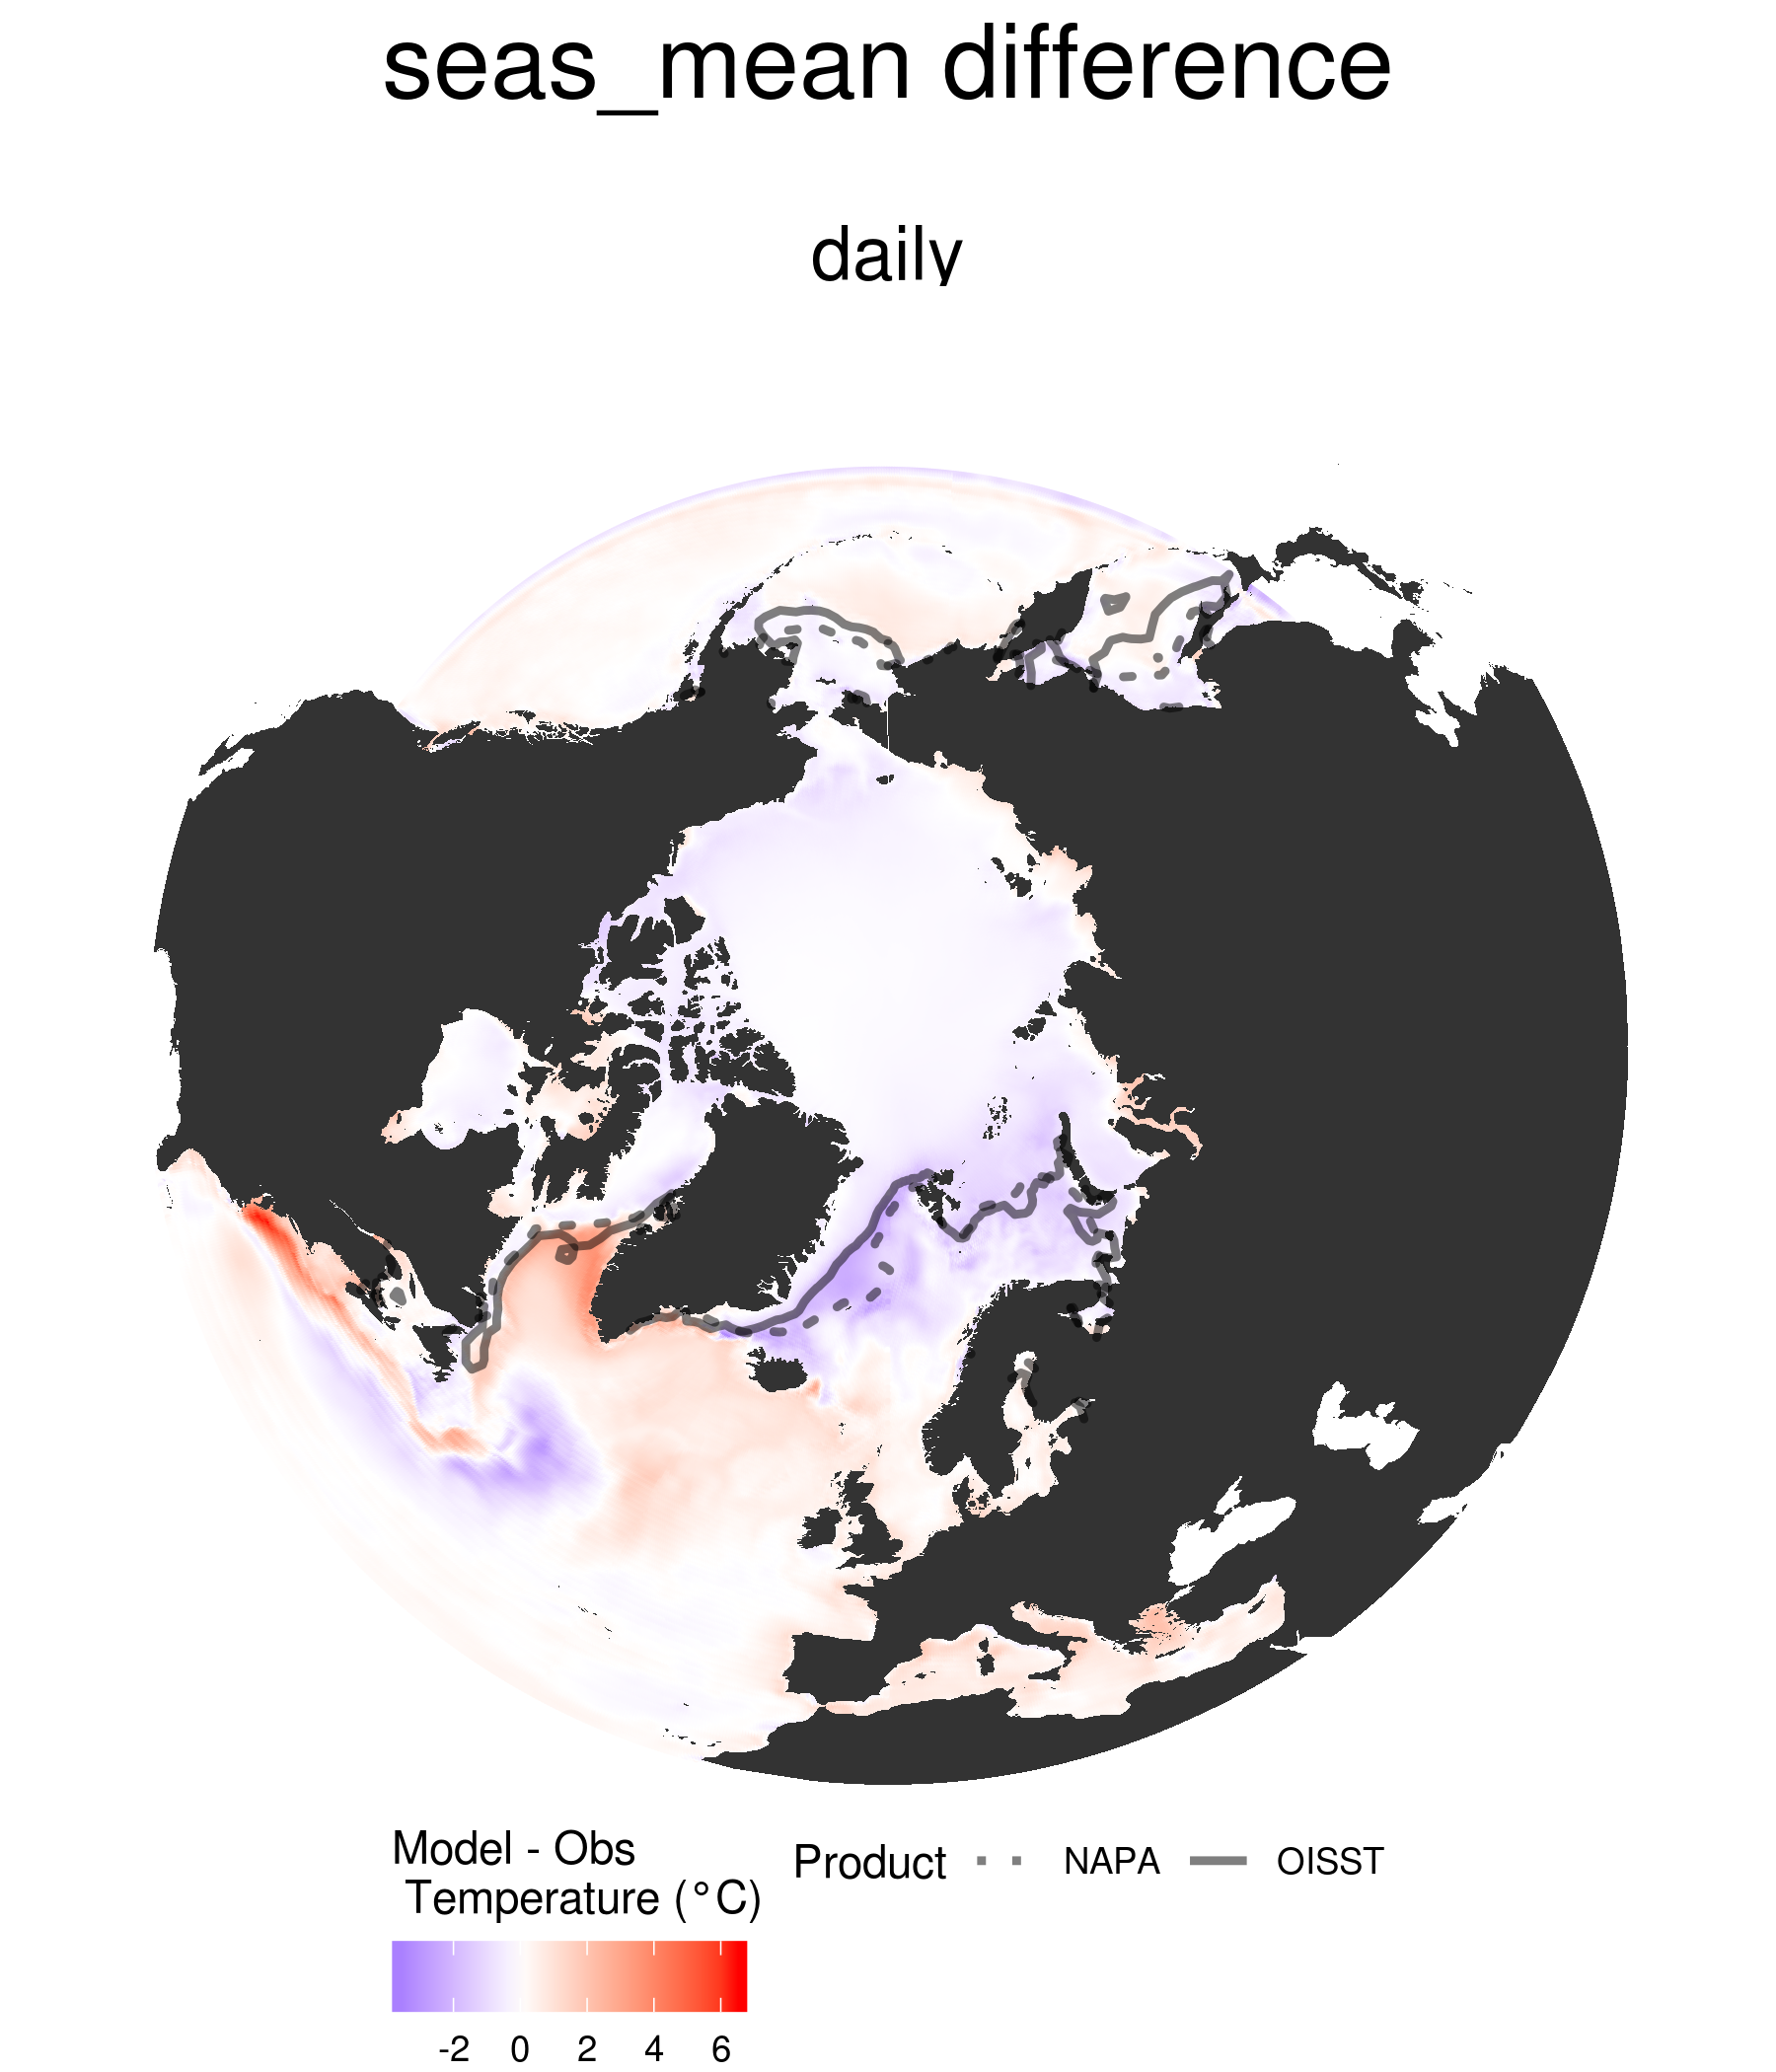 seas_mean difference
daily
Model - Obs
Temperature (°C)
Product NAPA OISST
-2 0 2 4 6